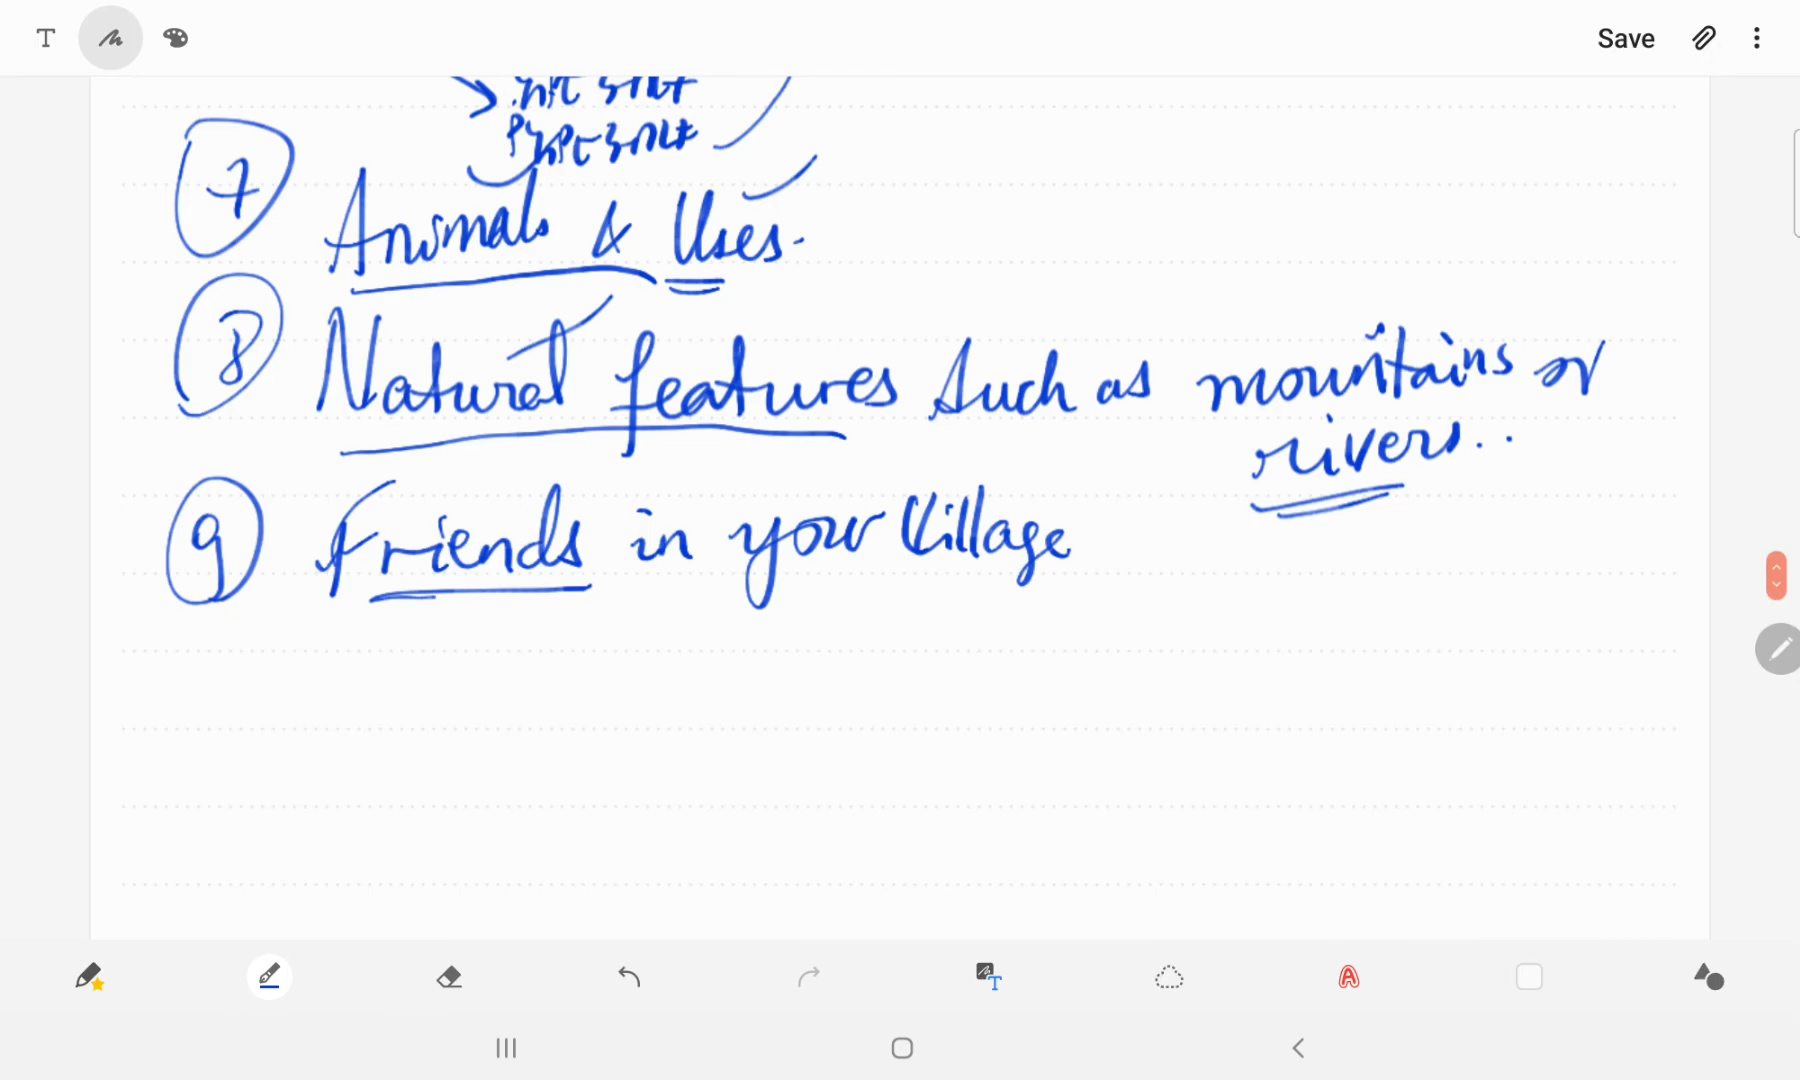 Save
7 Animals & Uses.
8 Natural features such as mountains or
rivers..
9 Friends in your Village